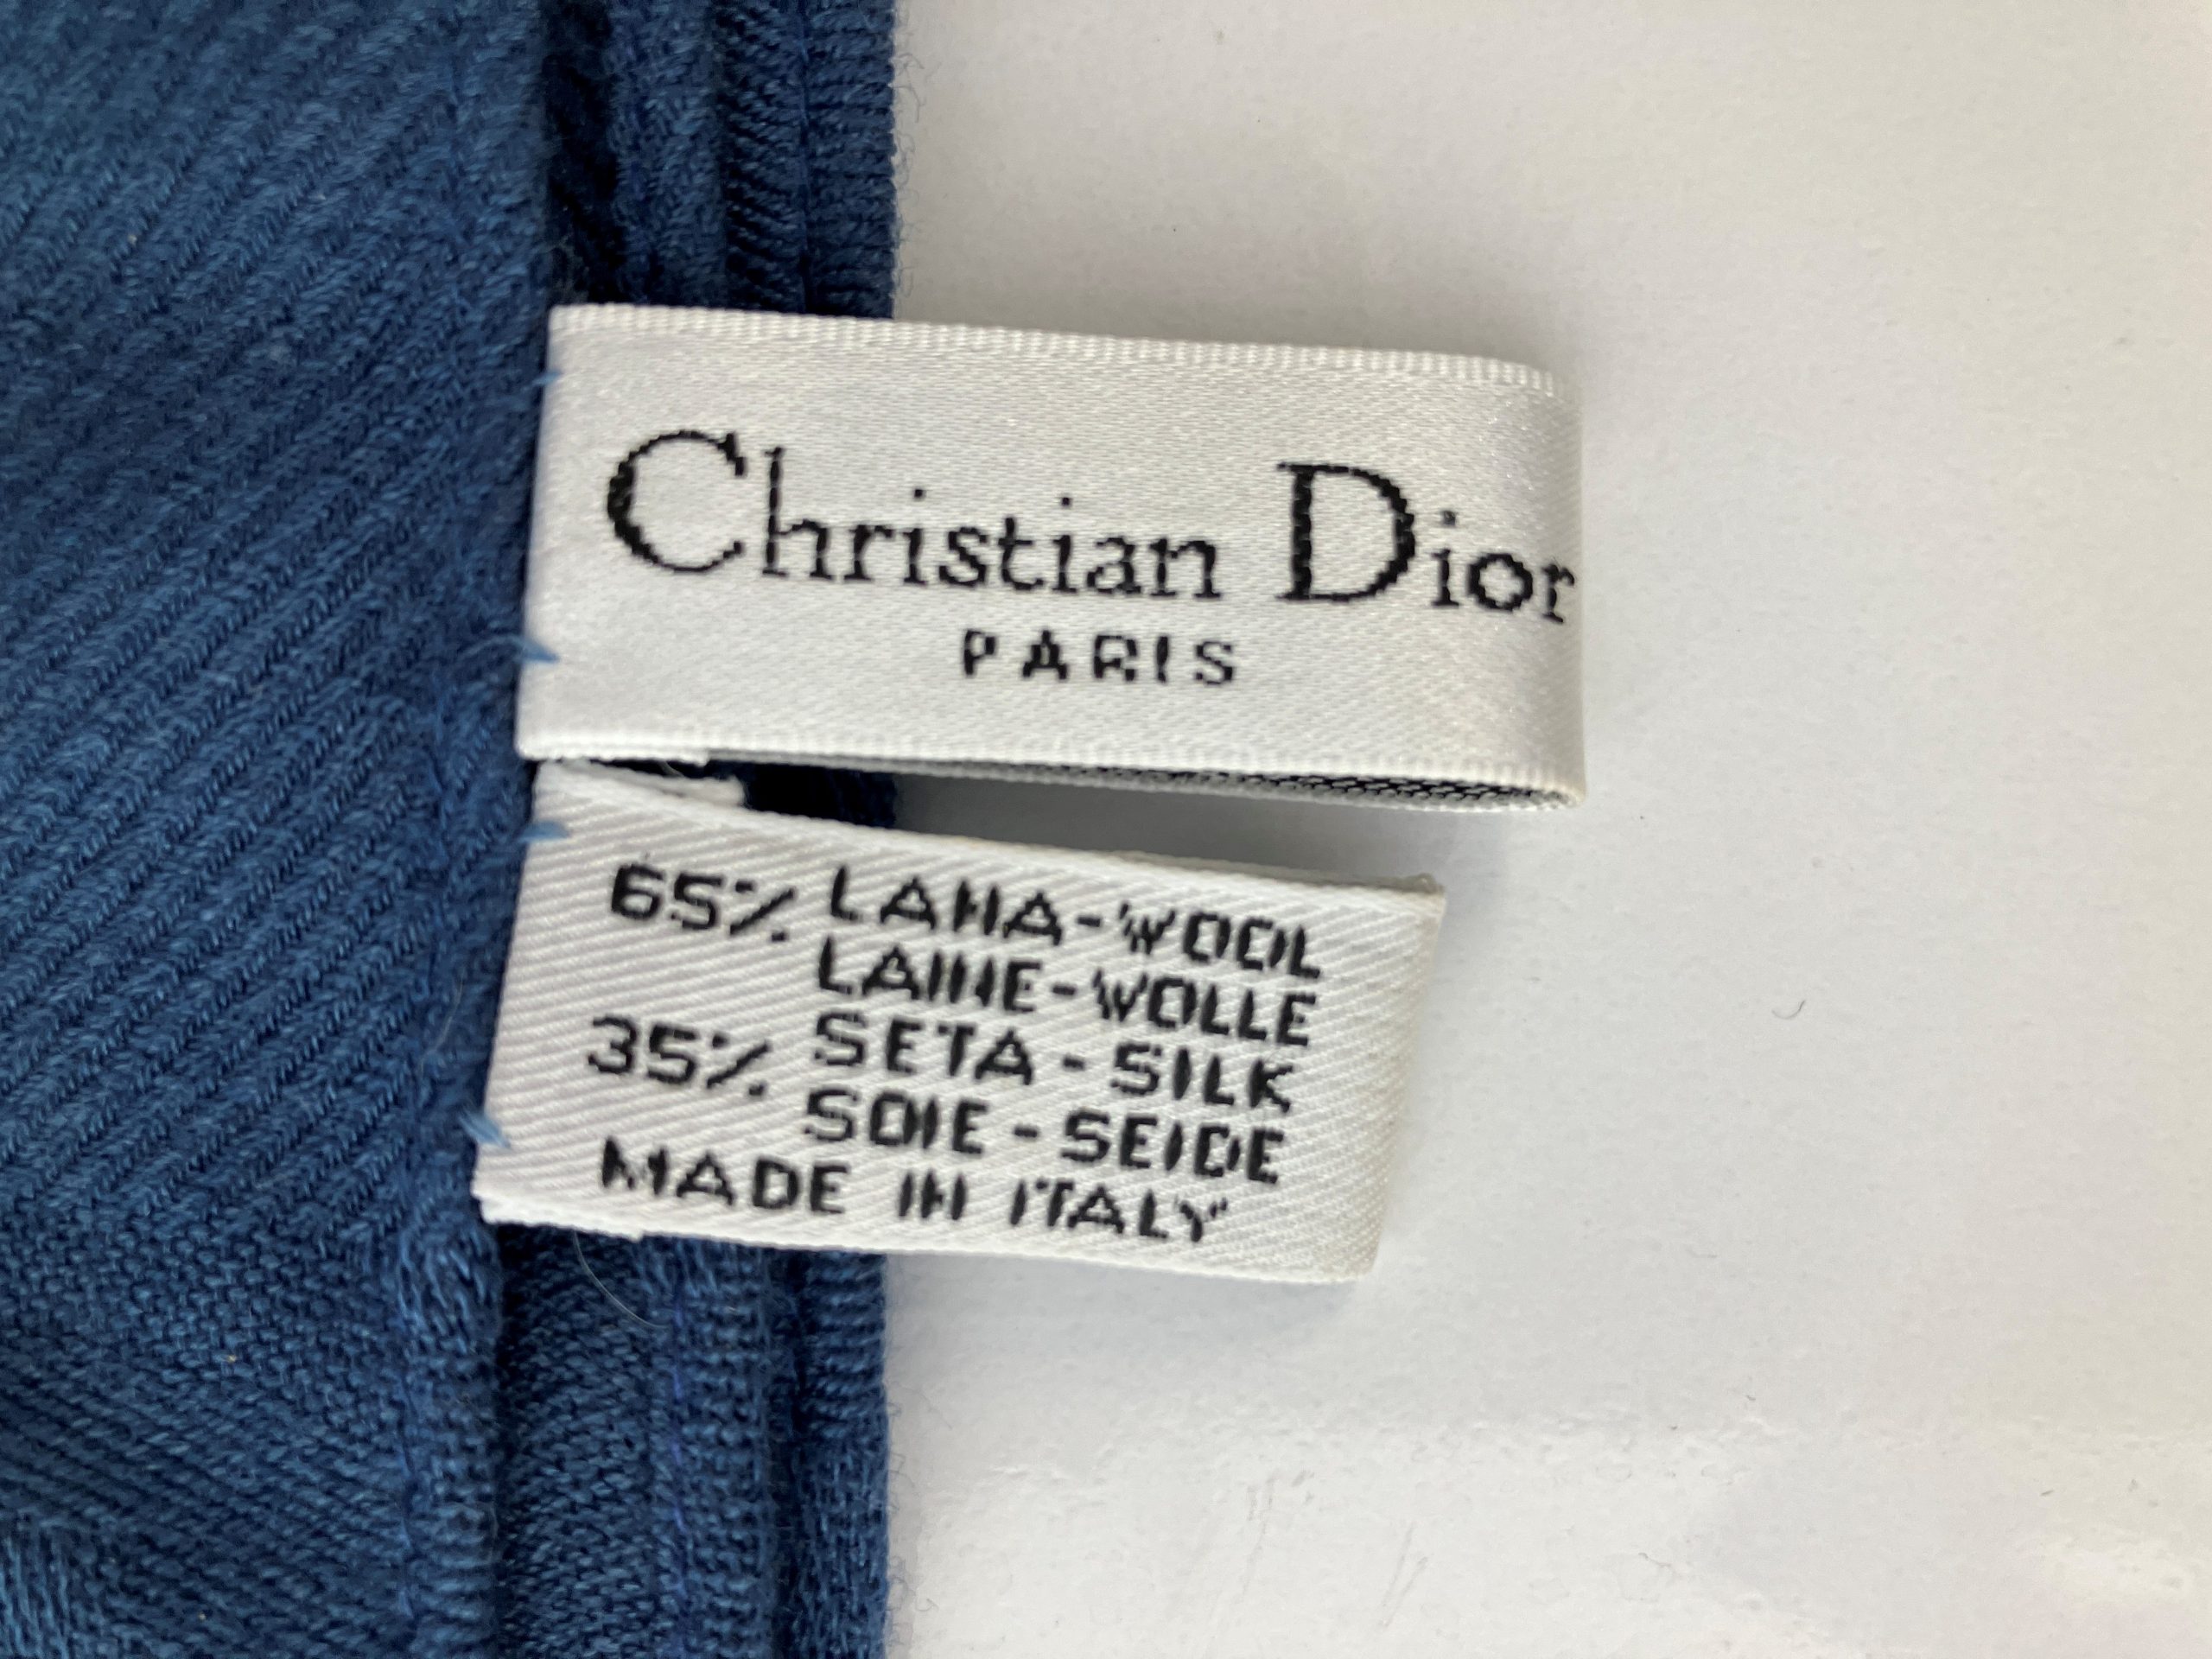 Christian Dior
PARIS
65% LANA-WOOL
LAINE-WOLLE
35% SETA-SILK
SOIE-SEIDE
MADE IN ITALY